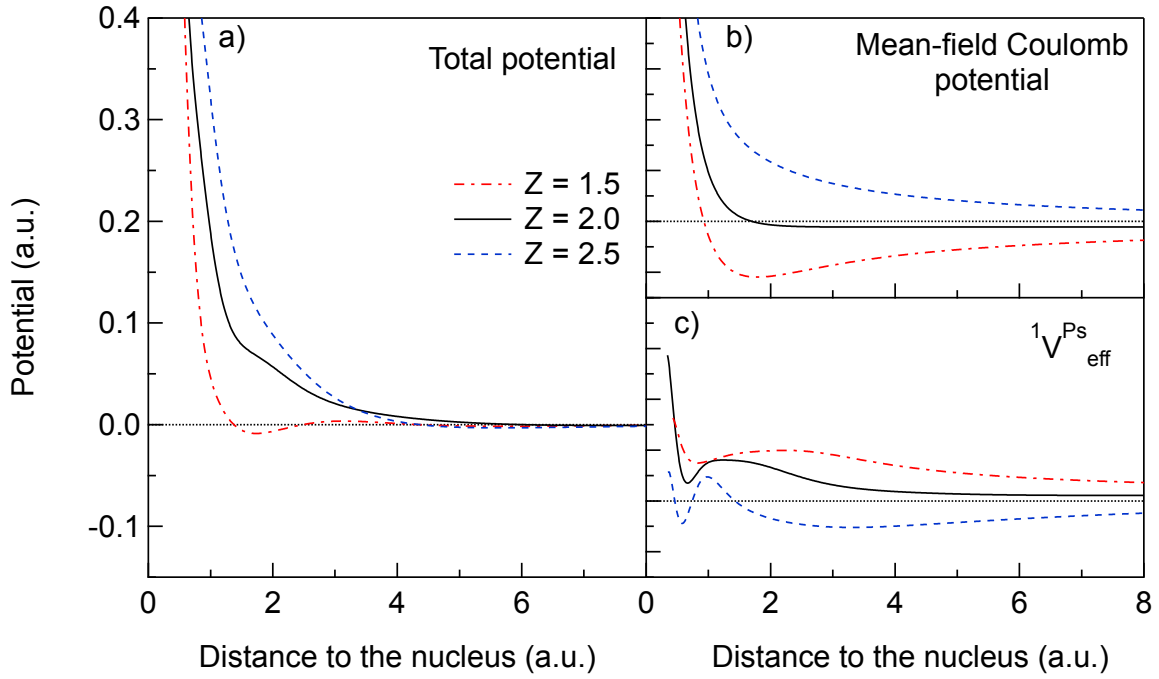 0.4
0.3
0.2
0.1
0.0
-0.1
Potential (a.u.)
a)
Total potential
Z = 1.5
Z = 2.0
Z = 2.5
0 2 4 6
Distance to the nucleus (a.u.)
b)
Mean-field Coulomb
potential
c)
¹V^Ps_eff
0 2 4 6 8
Distance to the nucleus (a.u.)